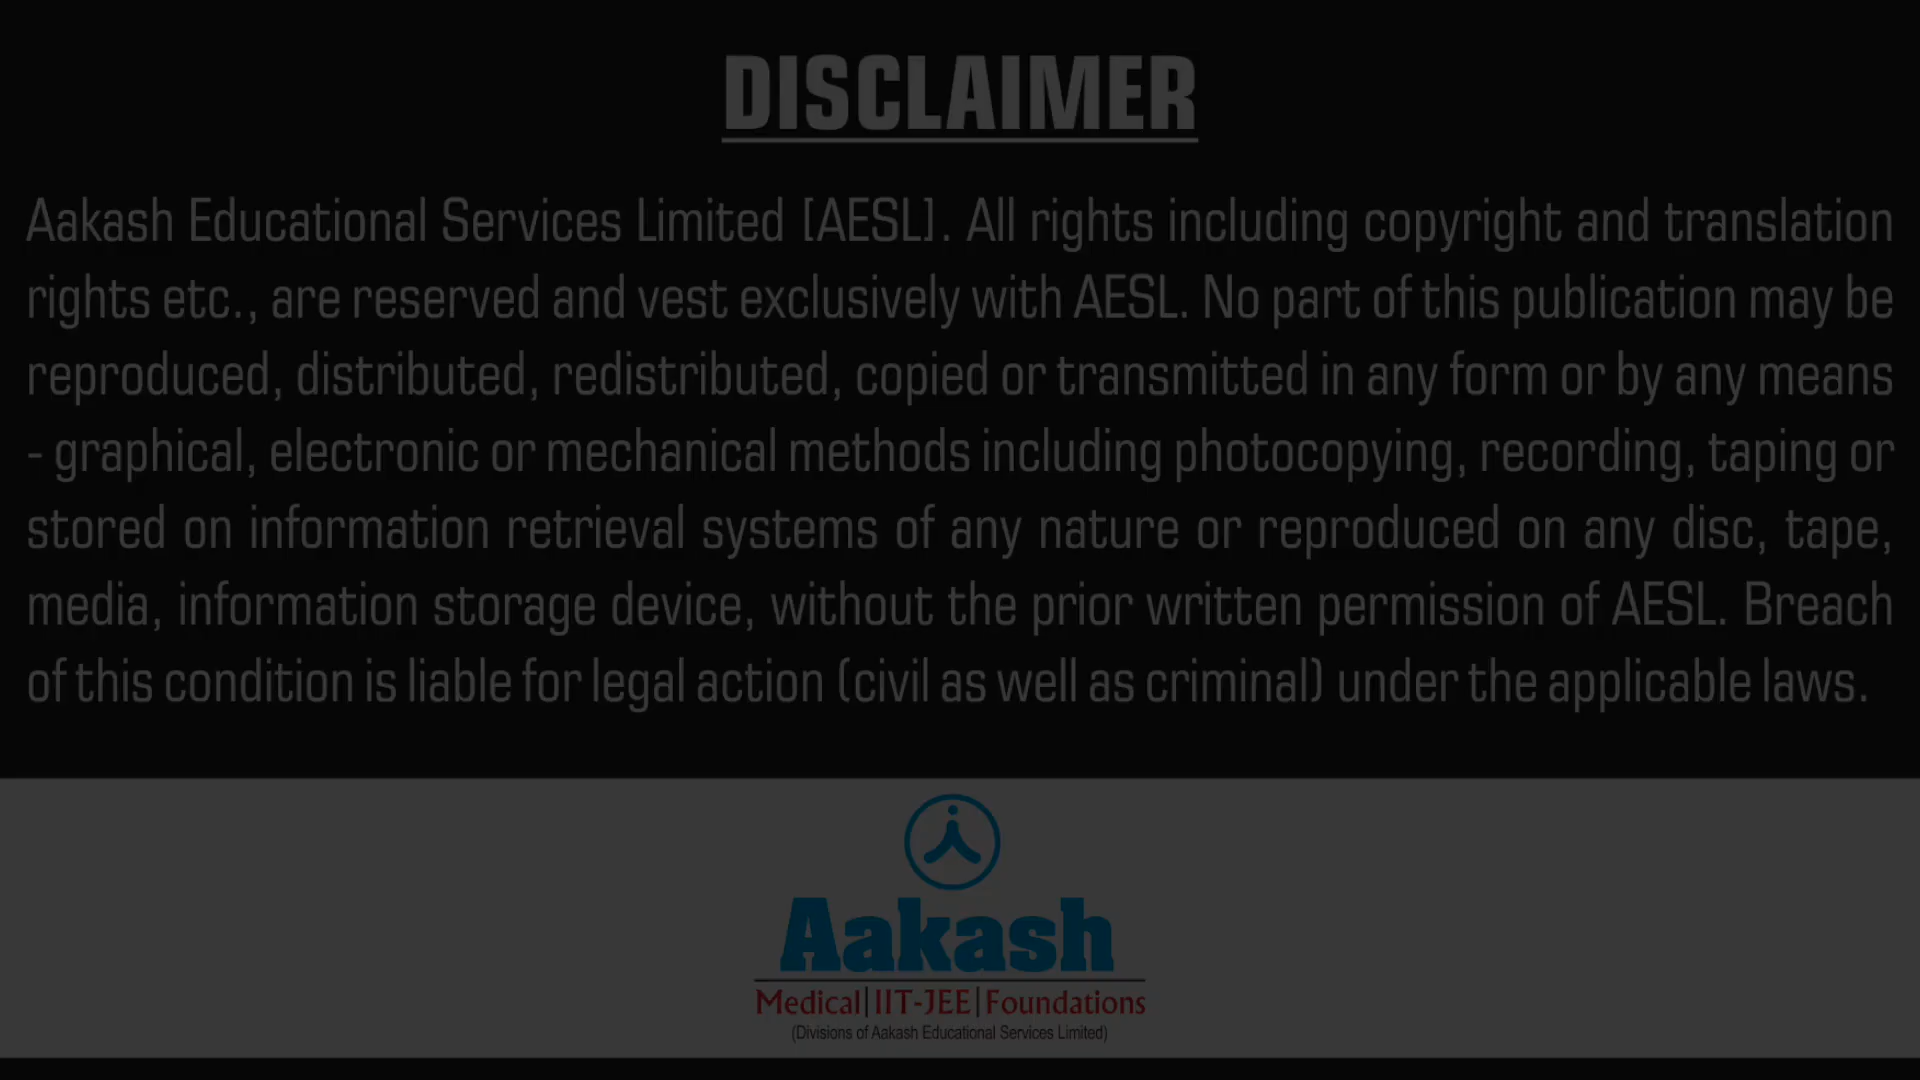 DISCLAIMER
Aakash Educational Services Limited [AESL]. All rights including copyright and translation
rights etc., are reserved and vest exclusively with AESL. No part of this publication may be
reproduced, distributed, redistributed, copied or transmitted in any form or by any means
- graphical, electronic or mechanical methods including photocopying, recording, taping or
stored on information retrieval systems of any nature or reproduced on any disc, tape,
media, information storage device, without the prior written permission of AESL. Breach
of this condition is liable for legal action (civil as well as criminal) under the applicable laws.
Aakash
Medical|IIT-JEE|Foundations
(Divisions of Aakash Educational Services Limited)